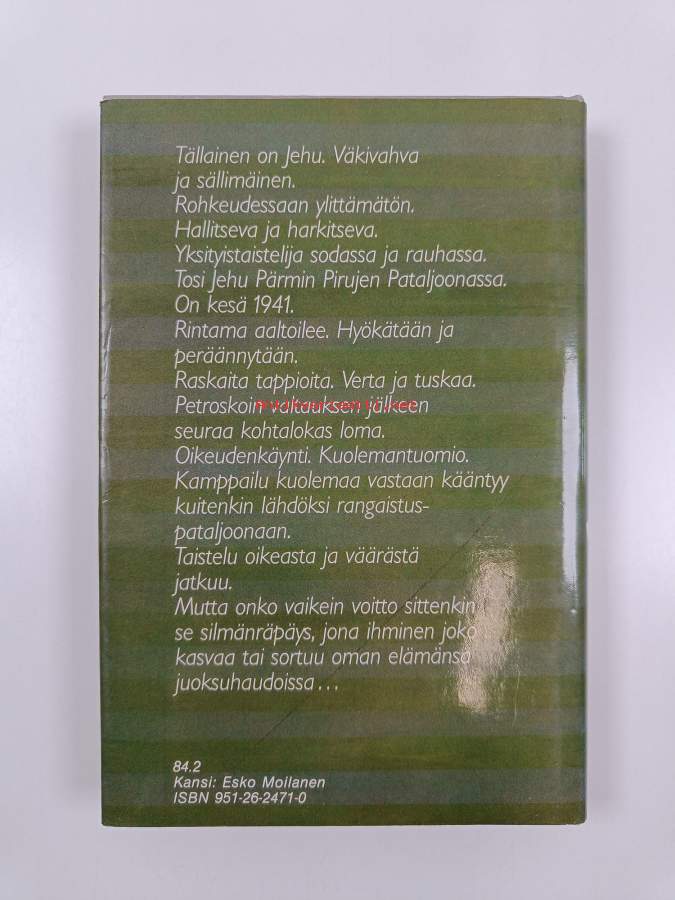 Tällainen on Jehu. Väkivahva
ja sällimäinen.
Rohkeudessaan ylittämätön.
Hallitseva ja harkitseva.
Yksityistaistelija sodassa ja rauhassa.
Tosi Jehu Pärmin Pirujen Pataljoonassa.
On kesä 1941.
Rintama aaltoilee. Hyökätään ja
peräännytään.
Raskaita tappioita. Verta ja tuskaa.
Petroskoin valtauksen jälkeen
seuraa kohtalokas loma.
Oikeudenkäynti. Kuolemantuomio.
Kamppailu kuolemaa vastaan kääntyy
kuitenkin lähdöksi rangaistus-
pataljoonaan.
Taistelu oikeasta ja väärästä
jatkuu.
Mutta onko vaikein voitto sittenkin
se silmänräpäys, jona ihminen joko
kasvaa tai sortuu oman elämänsä
juoksuhaudoissa...
84.2
Kansi: Esko Moilanen
ISBN 951-26-2471-0